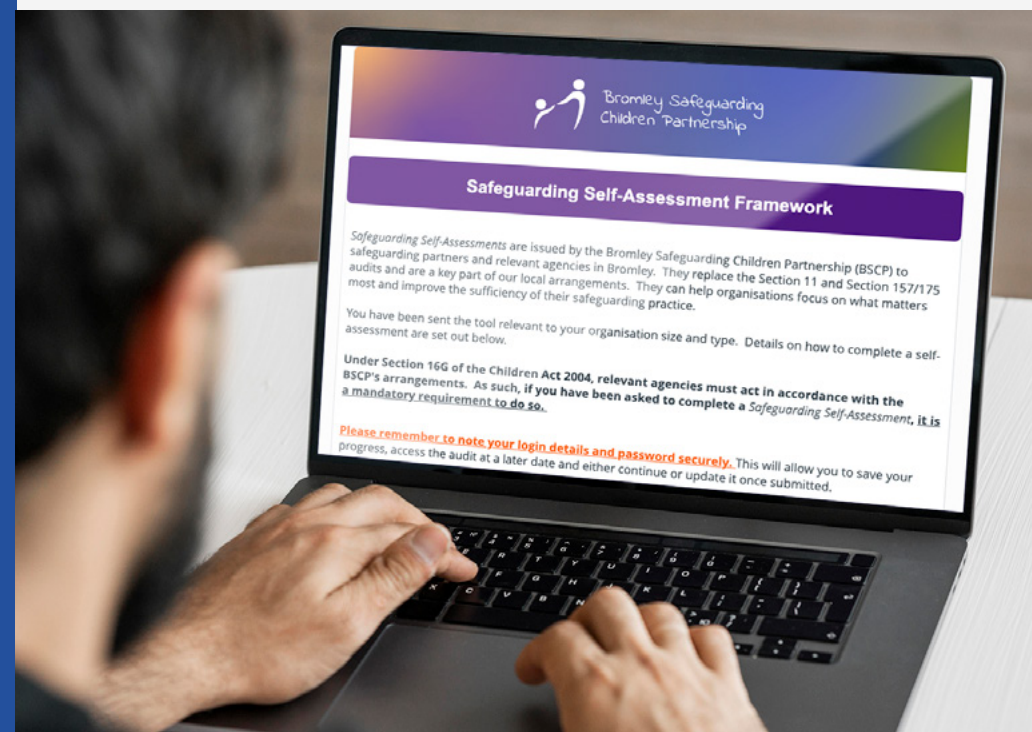 Bromley Safeguarding
Children Partnership
Safeguarding Self-Assessment Framework
Safeguarding Self-Assessments are issued by the Bromley Safeguarding Children Partnership (BSCP) to
safeguarding partners and relevant agencies in Bromley. They replace the Section 11 and Section 157/175
audits and are a key part of our local arrangements. They can help organisations focus on what matters
most and improve the sufficiency of their safeguarding practice.
You have been sent the tool relevant to your organisation size and type. Details on how to complete a self-
assessment are set out below.
Under Section 16G of the Children Act 2004, relevant agencies must act in accordance with the
BSCP's arrangements. As such, if you have been asked to complete a Safeguarding Self-Assessment, it is
a mandatory requirement to do so.
Please remember to note your login details and password securely. This will allow you to save your
progress, access the audit at a later date and either continue or update it once submitted.